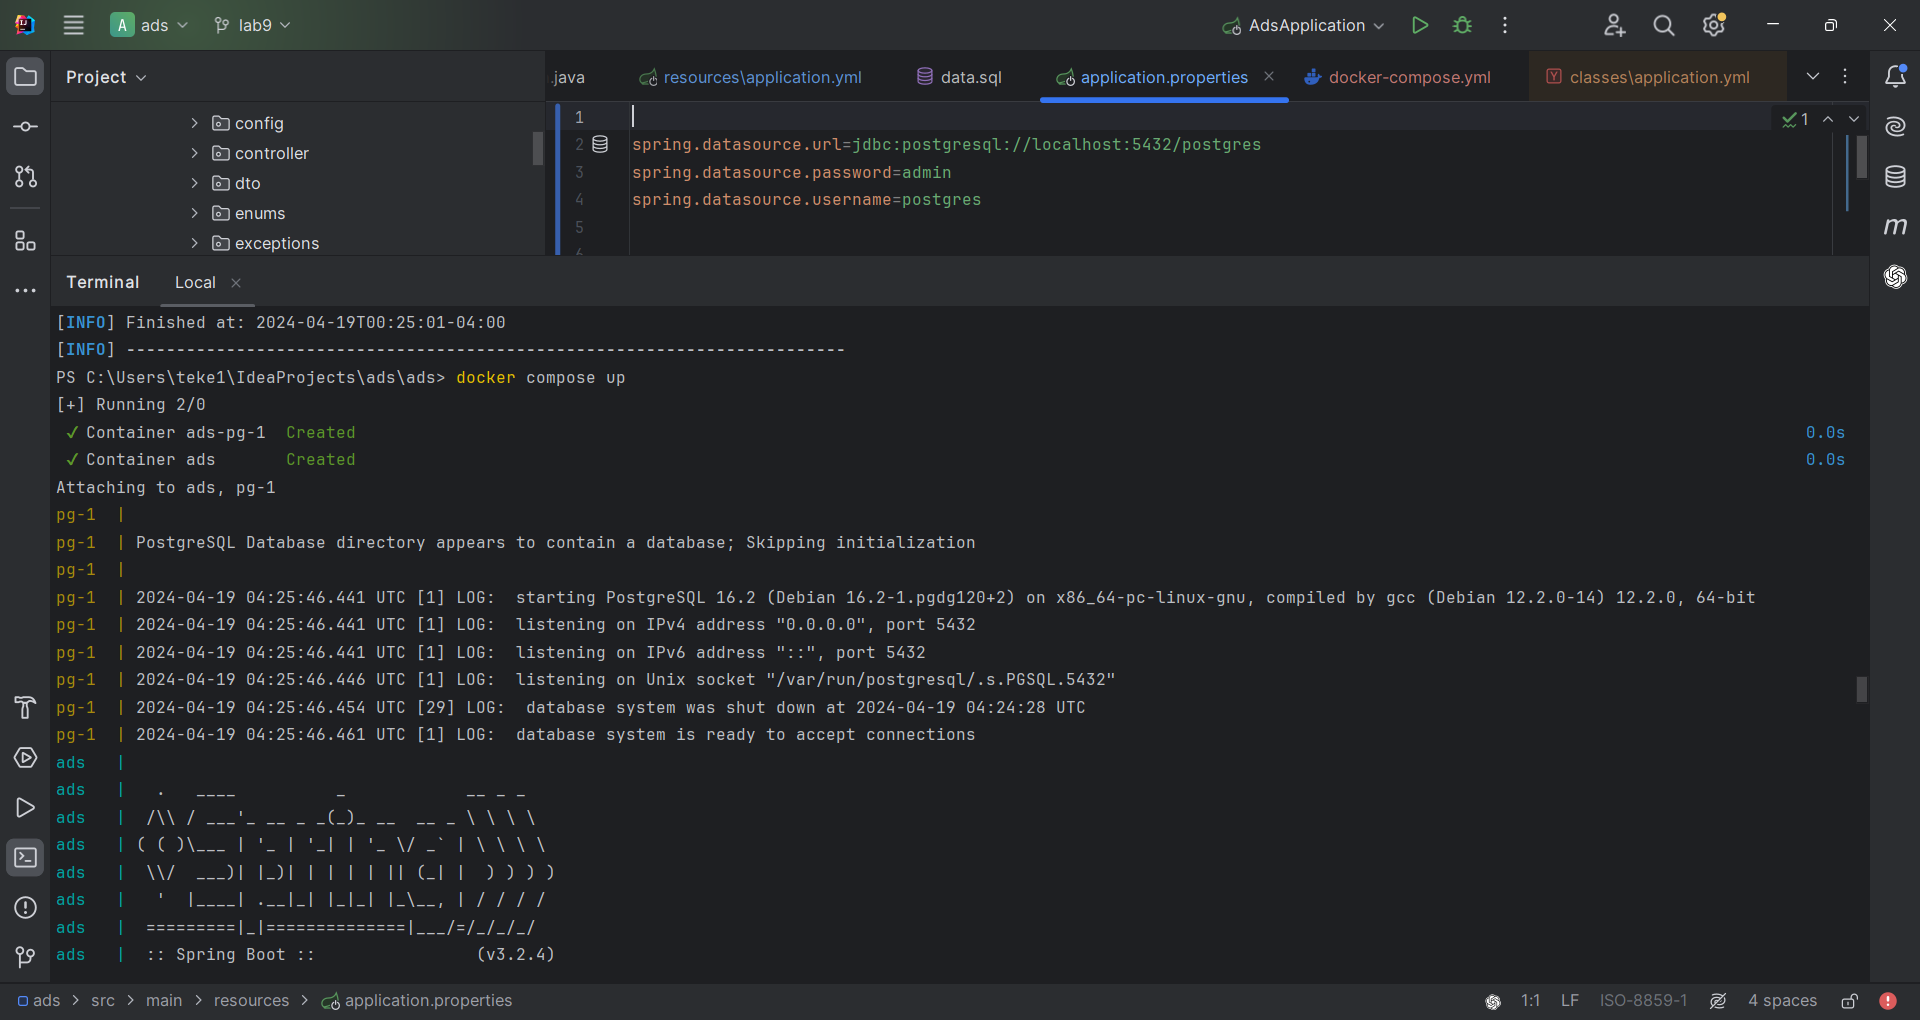 A ads lab9 AdsApplication
Project
.java resources\application.yml data.sql application.properties docker-compose.yml classes\application.yml
config
controller
dto
enums
exceptions
1
2 spring.datasource.url=jdbc:postgresql://localhost:5432/postgres
3 spring.datasource.password=admin
4 spring.datasource.username=postgres
5
6
1
Terminal Local
[INFO] Finished at: 2024-04-19T00:25:01-04:00
[INFO] ------------------------------------------------------------------------
PS C:\Users\teke1\IdeaProjects\ads\ads> docker compose up
[+] Running 2/0
✓ Container ads-pg-1 Created 0.0s
✓ Container ads Created 0.0s
Attaching to ads, pg-1
pg-1 |
pg-1 | PostgreSQL Database directory appears to contain a database; Skipping initialization
pg-1 |
pg-1 | 2024-04-19 04:25:46.441 UTC [1] LOG: starting PostgreSQL 16.2 (Debian 16.2-1.pgdg120+2) on x86_64-pc-linux-gnu, compiled by gcc (Debian 12.2.0-14) 12.2.0, 64-bit
pg-1 | 2024-04-19 04:25:46.441 UTC [1] LOG: listening on IPv4 address "0.0.0.0", port 5432
pg-1 | 2024-04-19 04:25:46.441 UTC [1] LOG: listening on IPv6 address "::", port 5432
pg-1 | 2024-04-19 04:25:46.446 UTC [1] LOG: listening on Unix socket "/var/run/postgresql/.s.PGSQL.5432"
pg-1 | 2024-04-19 04:25:46.454 UTC [29] LOG: database system was shut down at 2024-04-19 04:24:28 UTC
pg-1 | 2024-04-19 04:25:46.461 UTC [1] LOG: database system is ready to accept connections
ads |
ads |   .   ____          _            __ _ _
ads |  /\\ / ___'_ __ _ _(_)_ __  __ _ \ \ \ \
ads | ( ( )\___ | '_ | '_| | '_ \/ _` | \ \ \ \
ads |  \\/  ___)| |_)| | | | | || (_| |  ) ) ) )
ads |   '  |____| .__|_| |_|_| |_\__, | / / / /
ads |  =========|_|==============|___/=/_/_/_/
ads |  :: Spring Boot ::                (v3.2.4)
ads > src > main > resources > application.properties 1:1 LF ISO-8859-1 4 spaces